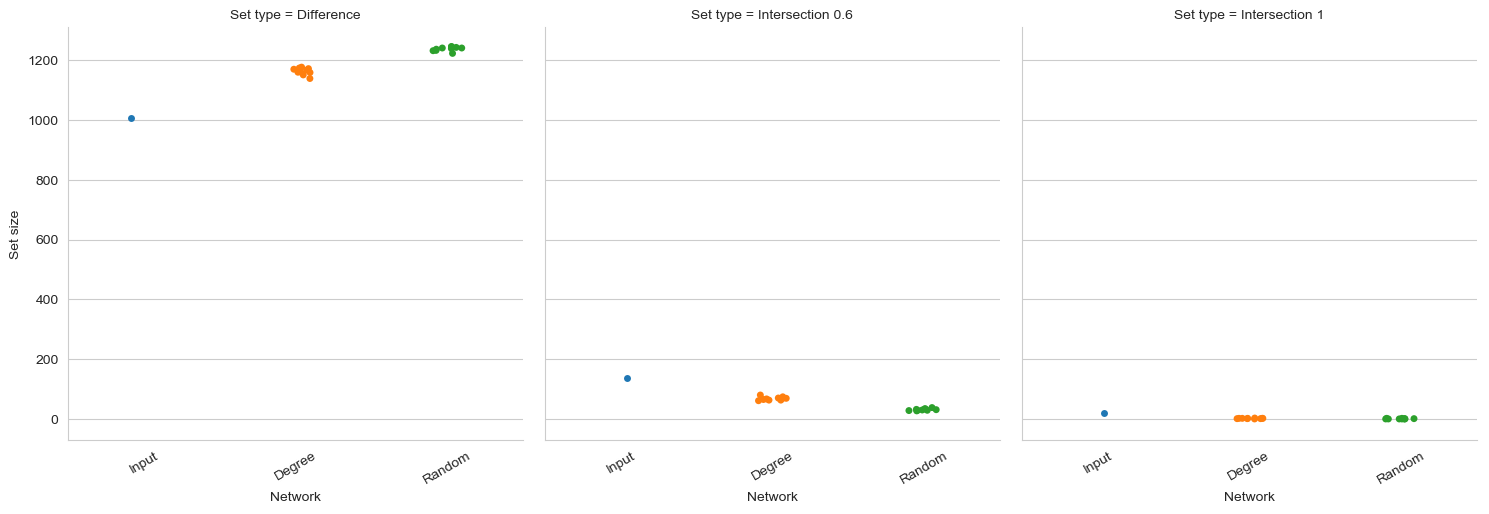 Set type = Difference
Set type = Intersection 0.6
Set type = Intersection 1
Set size
1200
1000
800
600
400
200
0
Input
Degree
Random
Input
Degree
Random
Input
Degree
Random
Network
Network
Network